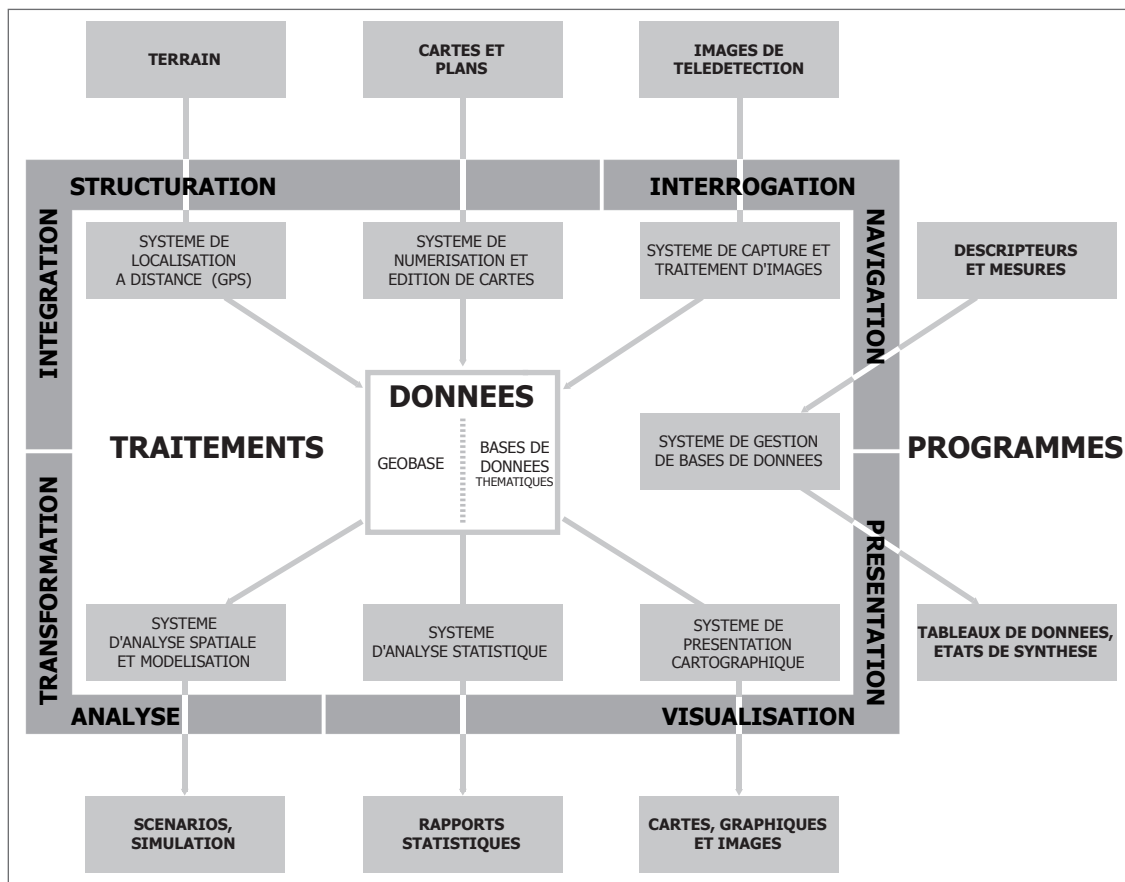 TERRAIN
CARTES ET
PLANS
IMAGES DE
TELEDETECTION
STRUCTURATION
INTERROGATION
INTEGRATION
NAVIGATION
SYSTEME DE
LOCALISATION
A DISTANCE (GPS)
SYSTEME DE
NUMERISATION ET
EDITION DE CARTES
SYSTEME DE CAPTURE ET
TRAITEMENT D'IMAGES
DESCRIPTEURS
ET MESURES
DONNEES
TRAITEMENTS
GEOBASE
BASES DE
DONNEES
THEMATIQUES
SYSTEME DE GESTION
DE BASES DE DONNEES
PROGRAMMES
TRANSFORMATION
PRESENTATION
SYSTEME
D'ANALYSE SPATIALE
ET MODELISATION
SYSTEME
D'ANALYSE STATISTIQUE
SYSTEME DE
PRESENTATION
CARTOGRAPHIQUE
TABLEAUX DE DONNEES,
ETATS DE SYNTHESE
ANALYSE
VISUALISATION
SCENARIOS,
SIMULATION
RAPPORTS
STATISTIQUES
CARTES, GRAPHIQUES
ET IMAGES